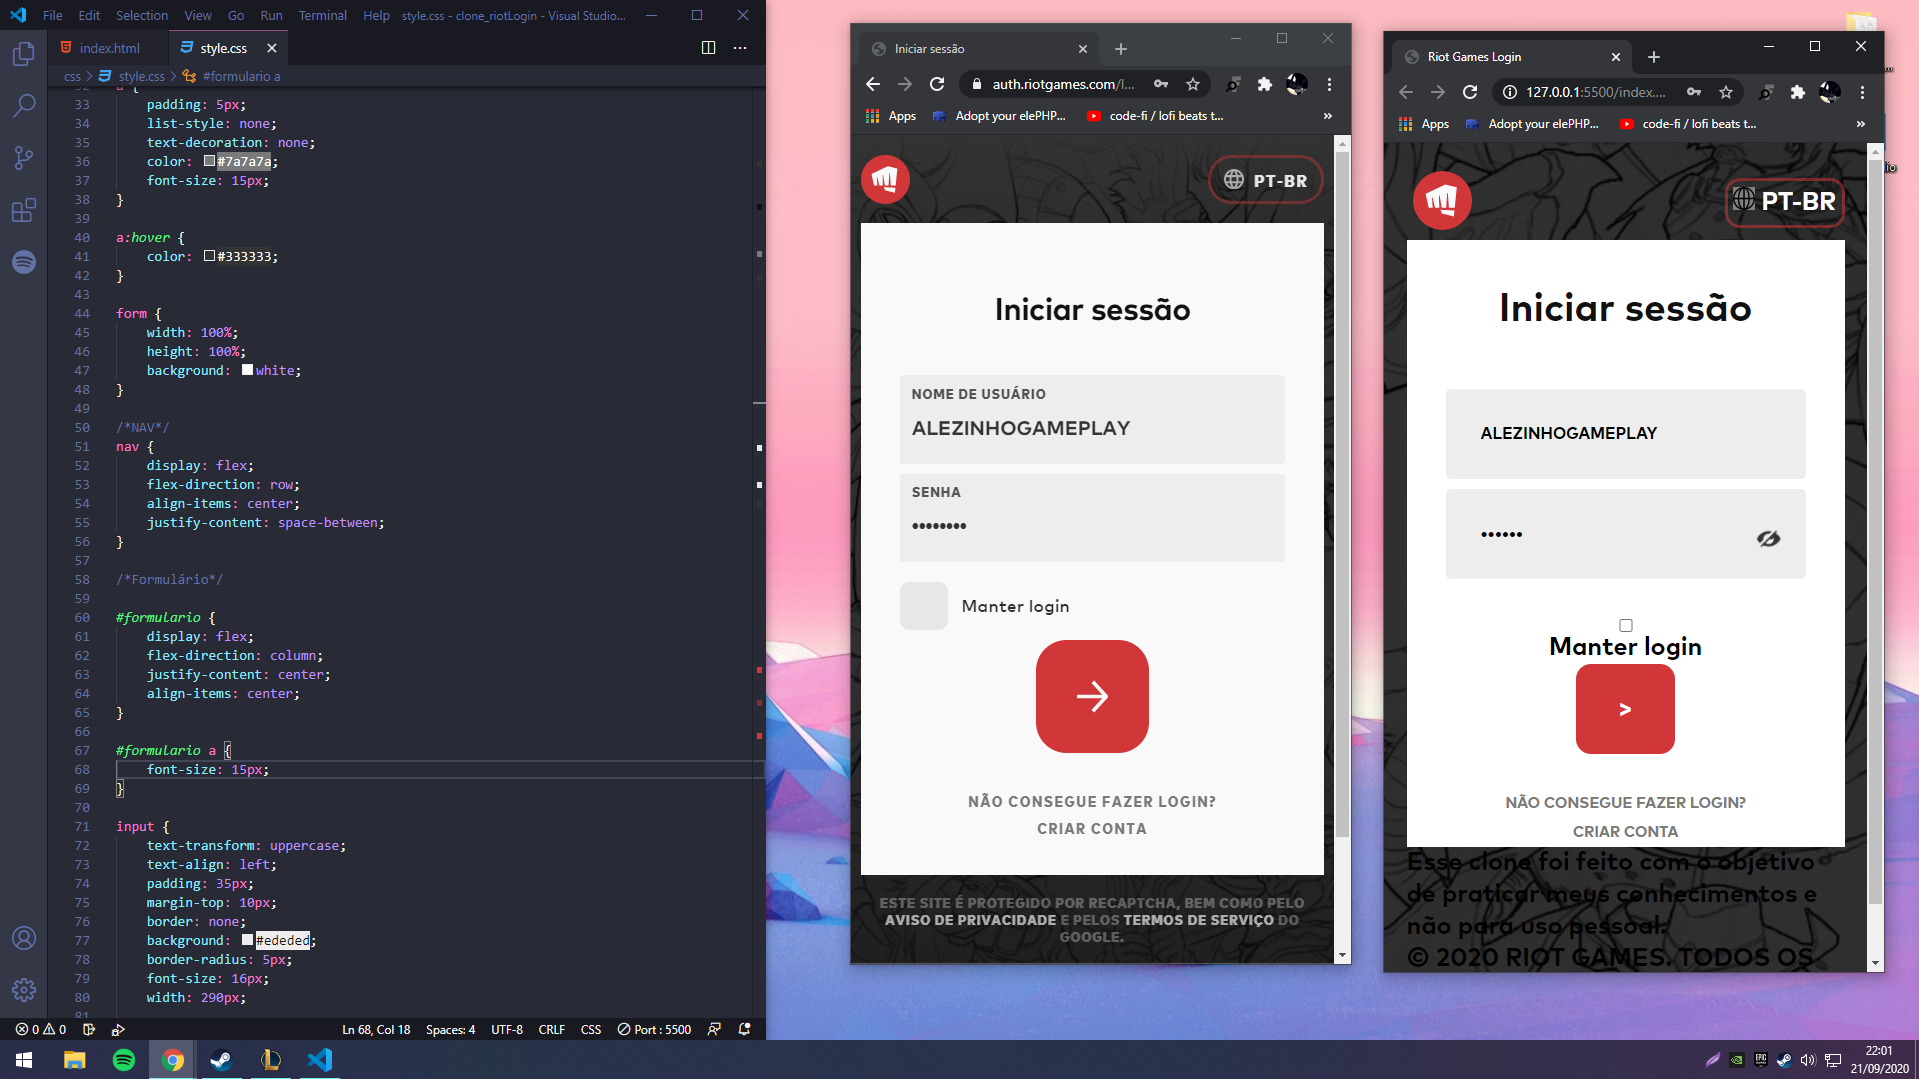 File Edit Selection View Go Run Terminal Help style.css - clone_riotLogin - Visual Studio...
index.html style.css
css > style.css > #formulario a
33 padding: 5px;
34 list-style: none;
35 text-decoration: none;
36 color: #7a7a7a;
37 font-size: 15px;
38 }
39
40 a:hover {
41 color: #333333;
42 }
43
44 form {
45 width: 100%;
46 height: 100%;
47 background: white;
48 }
49
50 /*NAV*/
51 nav {
52 display: flex;
53 flex-direction: row;
54 align-items: center;
55 justify-content: space-between;
56 }
57
58 /*Formulário*/
59
60 #formulario {
61 display: flex;
62 flex-direction: column;
63 justify-content: center;
64 align-items: center;
65 }
66
67 #formulario a {
68 font-size: 15px;
69 }
70
71 input {
72 text-transform: uppercase;
73 text-align: left;
74 padding: 35px;
75 margin-top: 10px;
76 border: none;
77 background: #ededed;
78 border-radius: 5px;
79 font-size: 16px;
80 width: 290px;
81
0 0 Ln 68, Col 18 Spaces: 4 UTF-8 CRLF CSS Port : 5500
Iniciar sessão
auth.riotgames.com/l...
Apps Adopt your elePHP... code-fi / lofi beats t... »
PT-BR
Iniciar sessão
NOME DE USUÁRIO
ALEZINHOGAMEPLAY
SENHA
••••••••
Manter login
NÃO CONSEGUE FAZER LOGIN?
CRIAR CONTA
ESTE SITE É PROTEGIDO POR RECAPTCHA, BEM COMO PELO
AVISO DE PRIVACIDADE E PELOS TERMOS DE SERVIÇO DO
GOOGLE.
Riot Games Login
127.0.0.1:5500/index....
Apps Adopt your elePHP... code-fi / lofi beats t... »
PT-BR
Iniciar sessão
ALEZINHOGAMEPLAY
••••••
Manter login
>
NÃO CONSEGUE FAZER LOGIN?
CRIAR CONTA
Esse clone foi feito com o objetivo
de praticar meus conhecimentos e
não para uso pessoal.
© 2020 RIOT GAMES. TODOS OS
22:01
21/09/2020